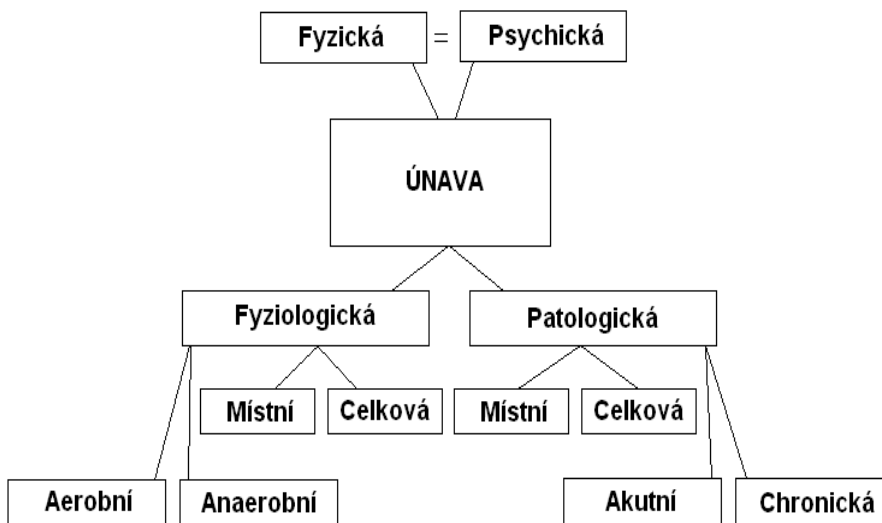 Fyzická = Psychická
ÚNAVA
Fyziologická Patologická
Místní Celková Místní Celková
Aerobní Anaerobní Akutní Chronická